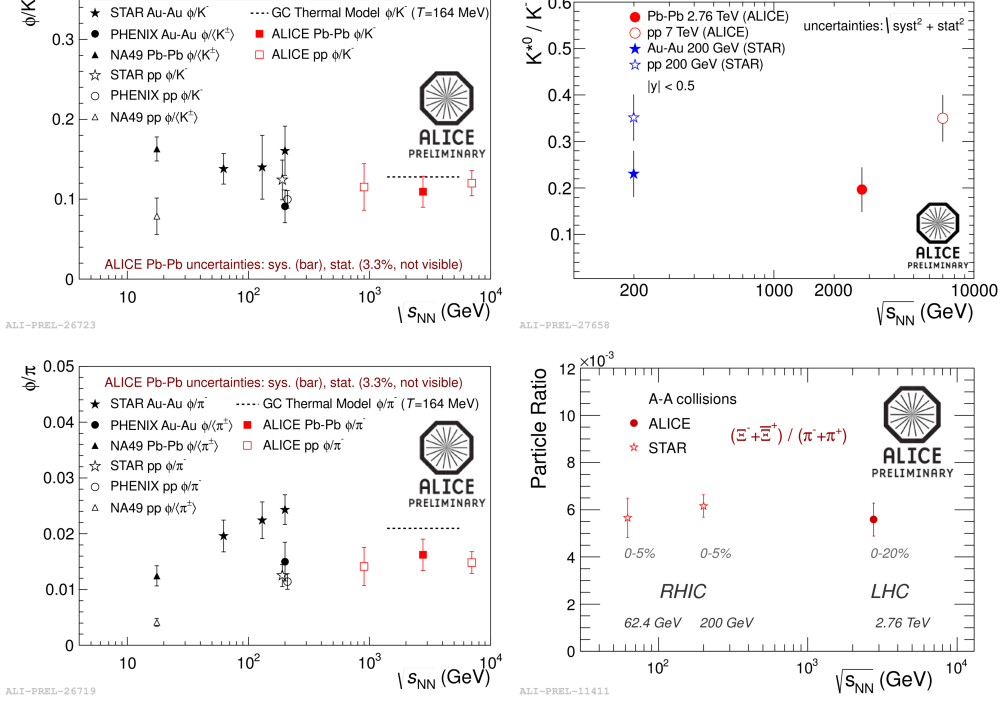 φ/K
STAR Au-Au φ/K⁻
PHENIX Au-Au φ/⟨K±⟩
NA49 Pb-Pb φ/⟨K±⟩
STAR pp φ/K⁻
PHENIX pp φ/K⁻
NA49 pp φ/⟨K±⟩
GC Thermal Model φ/K⁻ (T=164 MeV)
ALICE Pb-Pb φ/K⁻
ALICE pp φ/K⁻
ALICE
PRELIMINARY
0.3
0.2
0.1
0
ALICE Pb-Pb uncertainties: sys. (bar), stat. (3.3%, not visible)
10 10² 10³ 10⁴
√sNN (GeV)
ALI-PREL-26723
K*⁰ / K⁻
Pb-Pb 2.76 TeV (ALICE)
pp 7 TeV (ALICE)
Au-Au 200 GeV (STAR)
pp 200 GeV (STAR)
|y| < 0.5
uncertainties: √syst² + stat²
0.6
0.5
0.4
0.3
0.2
0.1
ALICE
PRELIMINARY
200 1000 2000 10000
√sNN (GeV)
ALI-PREL-27658
φ/π
ALICE Pb-Pb uncertainties: sys. (bar), stat. (3.3%, not visible)
STAR Au-Au φ/π⁻
PHENIX Au-Au φ/⟨π±⟩
NA49 Pb-Pb φ/⟨π±⟩
STAR pp φ/π⁻
PHENIX pp φ/π⁻
NA49 pp φ/⟨π±⟩
GC Thermal Model φ/π⁻ (T=164 MeV)
ALICE Pb-Pb φ/π⁻
ALICE pp φ/π⁻
ALICE
PRELIMINARY
0.05
0.04
0.03
0.02
0.01
0
10 10² 10³ 10⁴
√sNN (GeV)
ALI-PREL-26719
×10⁻³
Particle Ratio
A-A collisions
ALICE
STAR
(Ξ⁻+Ξ̅⁺) / (π⁻+π⁺)
ALICE
PRELIMINARY
12
10
8
6
4
2
0
0-5% 0-5% 0-20%
RHIC LHC
62.4 GeV 200 GeV 2.76 TeV
10² 10³ 10⁴
√sNN (GeV)
ALI-PREL-11411